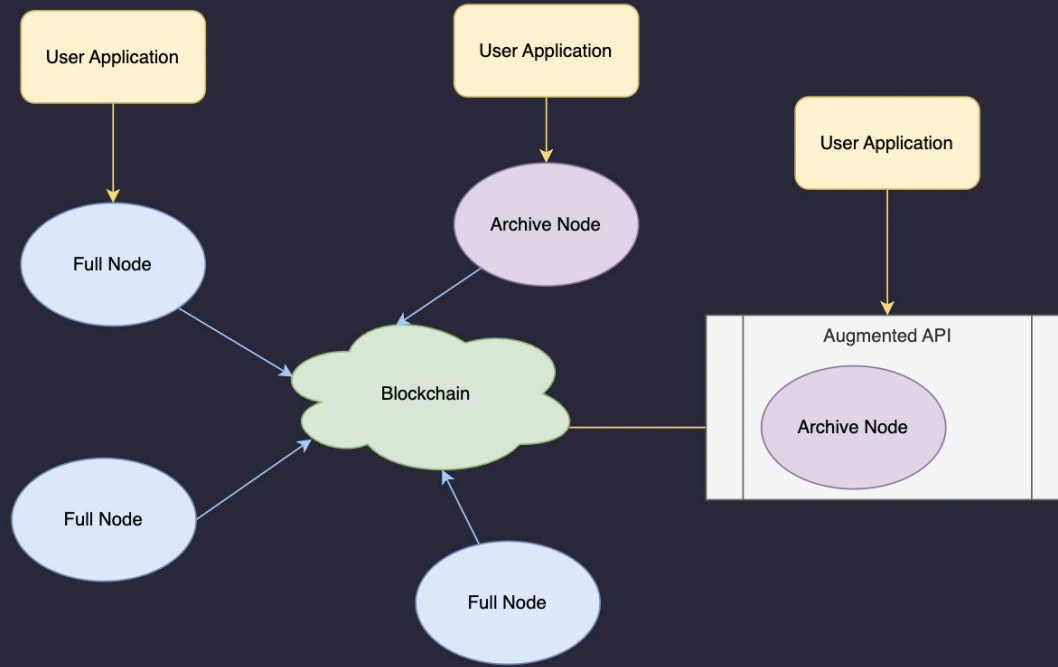 User Application
User Application
User Application
Full Node
Archive Node
Augmented API
Blockchain
Archive Node
Full Node
Full Node